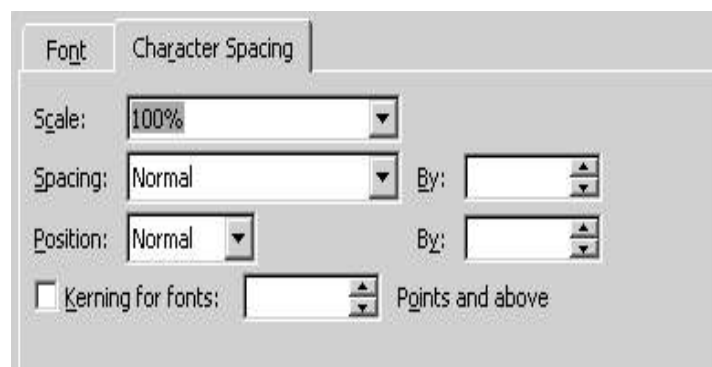 Font Character Spacing
Scale: 100%
Spacing: Normal By:
Position: Normal By:
Kerning for fonts: Points and above